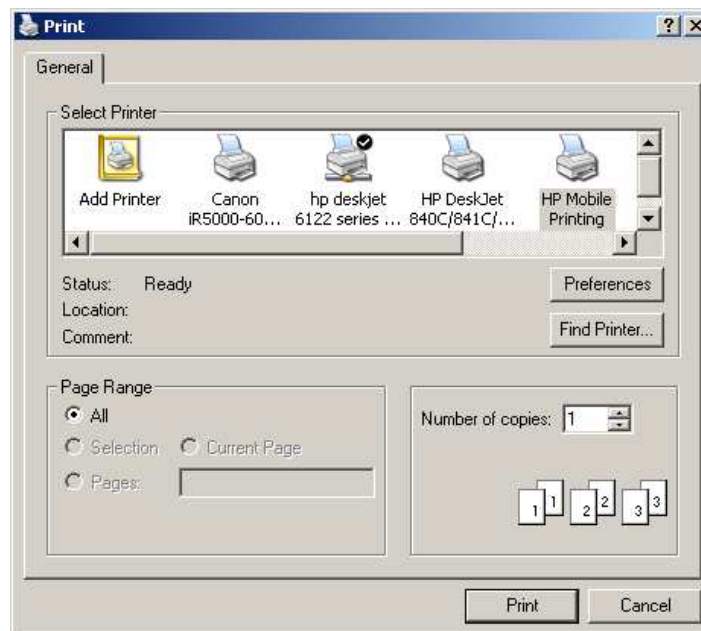 Print
General
Select Printer
Add Printer
Canon
iR5000-60...
hp deskjet
6122 series ...
HP DeskJet
840C/841C/...
HP Mobile
Printing
Status: Ready
Preferences
Location:
Comment:
Find Printer...
Page Range
All
Selection
Current Page
Pages:
Number of copies: 1
1 1 2 2 3 3
Print
Cancel